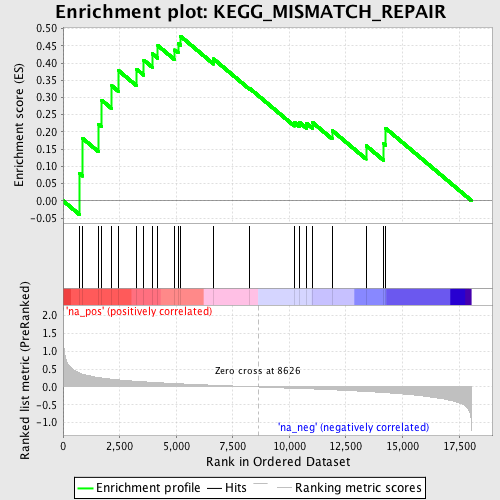 Enrichment plot: KEGG_MISMATCH_REPAIR
Enrichment score (ES)
0.50
0.45
0.40
0.35
0.30
0.25
0.20
0.15
0.10
0.05
0.00
-0.05
'na_pos' (positively correlated)
Ranked list metric (PreRanked)
2.0
1.5
1.0
0.5
0.0
-0.5
-1.0
Zero cross at 8626
'na_neg' (negatively correlated)
0 2,500 5,000 7,500 10,000 12,500 15,000 17,500
Rank in Ordered Dataset
Enrichment profile Hits Ranking metric scores